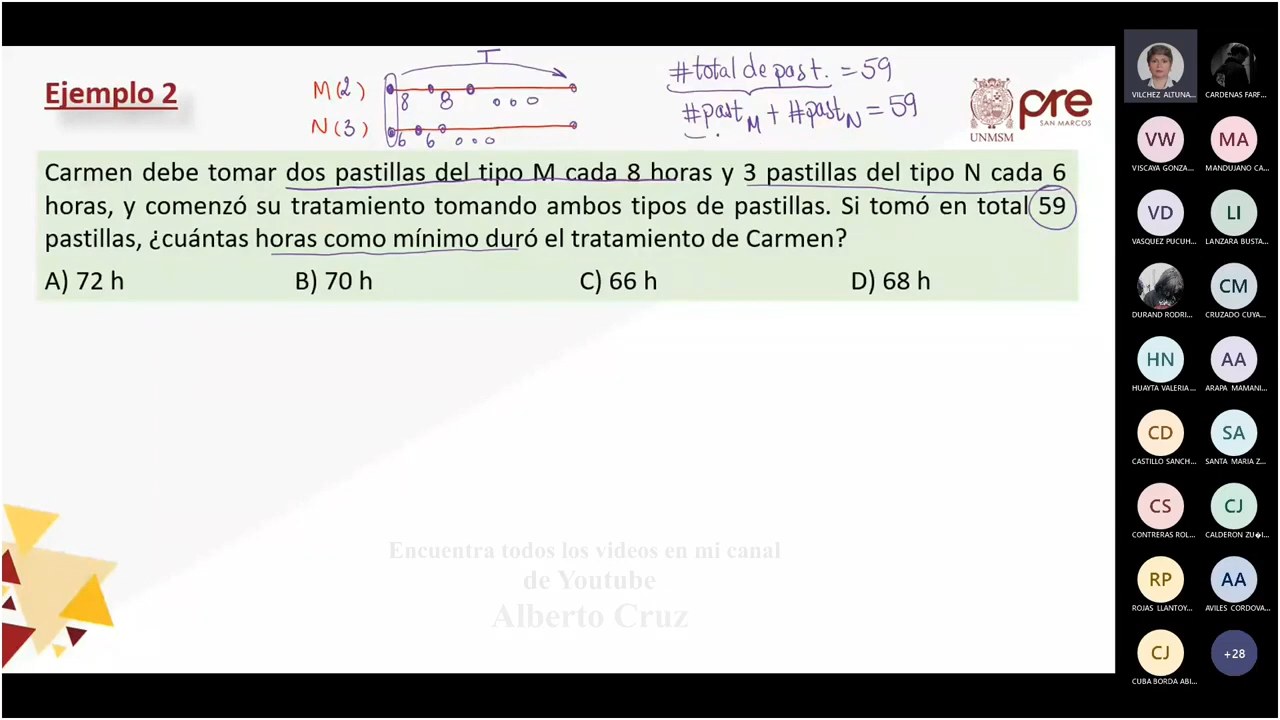 Ejemplo 2
M(2)
8 8
T
N(3)
6 6
#total de past. = 59
#past M + #past N = 59
UNMSM
pre
SAN MARCOS
Carmen debe tomar dos pastillas del tipo M cada 8 horas y 3 pastillas del tipo N cada 6
horas, y comenzó su tratamiento tomando ambos tipos de pastillas. Si tomó en total 59
pastillas, ¿cuántas horas como mínimo duró el tratamiento de Carmen?
A) 72 h B) 70 h C) 66 h D) 68 h
Encuentra todos los videos en mi canal
de Youtube
Alberto Cruz
VILCHEZ ALTUNA... CARDENAS FARF...
VW MA
VISCAYA GONZA... MANDUJANO CA...
VD LI
VASQUEZ PUCUH... LANZARA BUSTA...
CM
DURAND RODRI... CRUZADO CUYA...
HN AA
HUAYTA VALERIA... ARAPA MAMANI...
CD SA
CASTILLO SANCH... SANTA MARIA Z...
CS CJ
CONTRERAS ROL... CALDERON ZU�I...
RP AA
ROJAS LLANTOY... AVILES CORDOVA...
CJ +28
CUBA BORDA ABI...